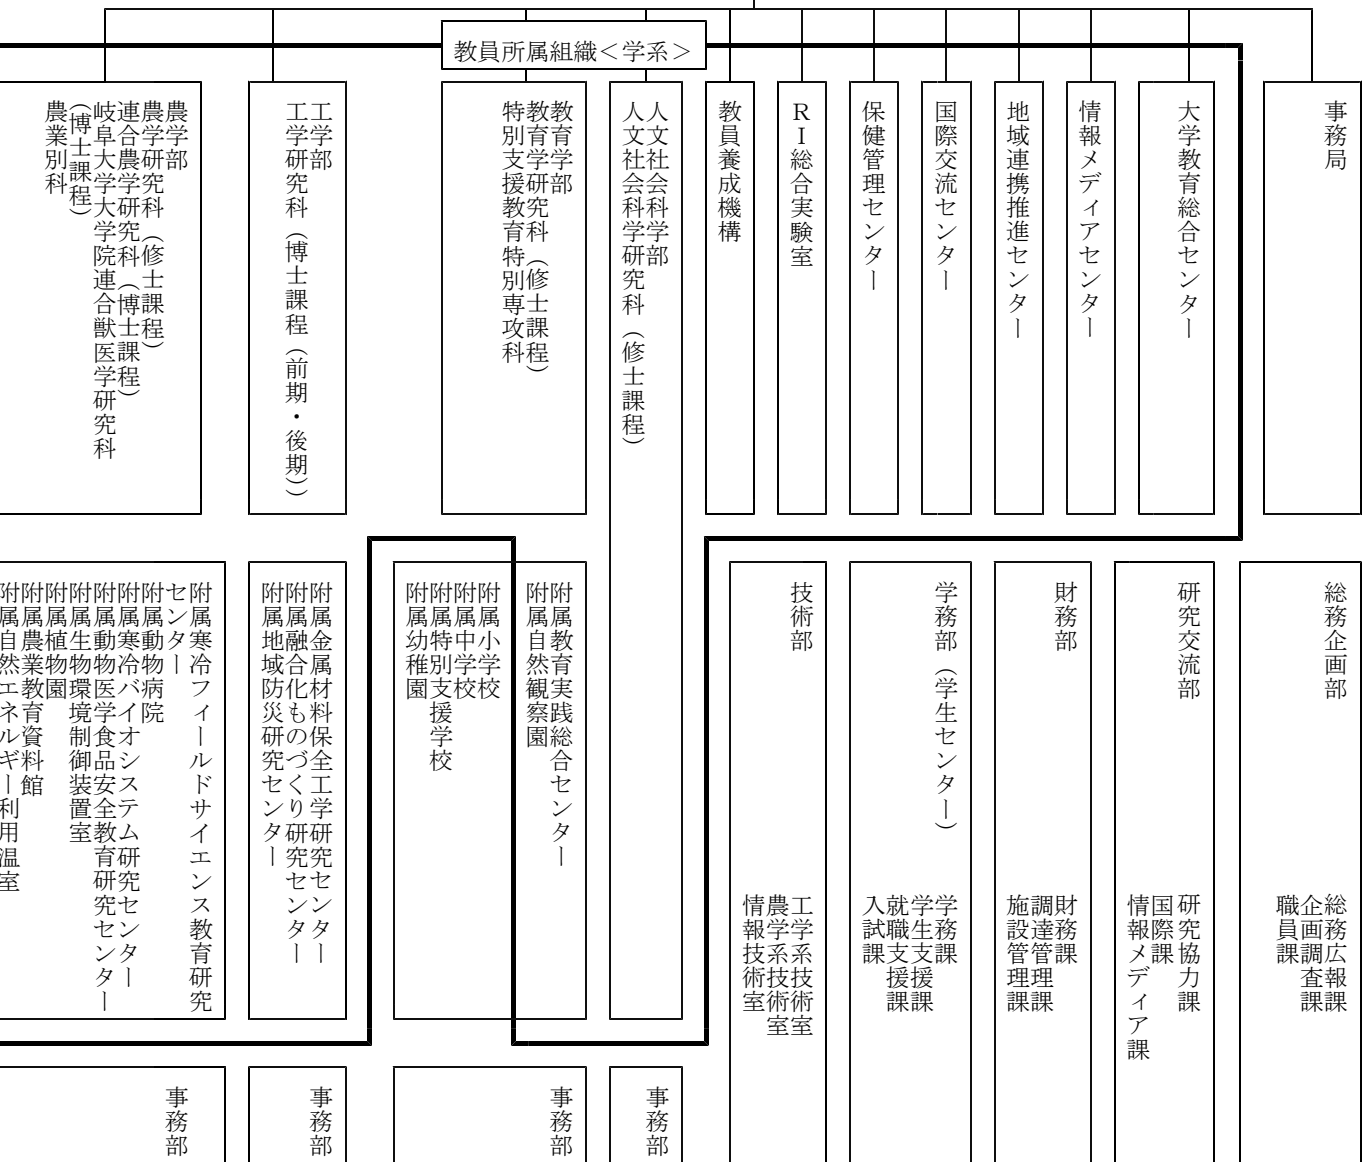 教員所属組織＜学系＞
事務局
大学教育総合センター
情報メディアセンター
地域連携推進センター
国際交流センター
保健管理センター
ＲＩ総合実験室
教員養成機構
人文社会科学部
人文社会科学研究科（修士課程）
教育学部
教育学研究科（修士課程）
特別支援教育特別専攻科
工学部
工学研究科（博士課程（前期・後期））
農学部
農学研究科（修士課程）
連合農学研究科（博士課程）
岐阜大学大学院連合獣医学研究科
（博士課程）
農業別科
総務企画部
総務広報課
企画調査課
職員課
研究交流部
研究協力課
国際課
情報メディア課
財務部
財務課
調達管理課
施設管理課
学務部（学生センター）
学務課
学生支援課
就職支援課
入試課
技術部
工学系技術室
農学系技術室
情報技術室
附属教育実践総合センター
附属自然観察園
附属小学校
附属中学校
附属特別支援学校
附属幼稚園
附属金属材料保全工学研究センター
附属融合化ものづくり研究センター
附属地域防災研究センター
附属寒冷フィールドサイエンス教育研究
センター
附属動物病院
附属寒冷バイオシステム研究センター
附属動物医学食品安全教育研究センター
附属生物環境制御装置室
附属植物園
附属農業教育資料館
附属自然エネルギー利用温室
事務部
事務部
事務部
事務部